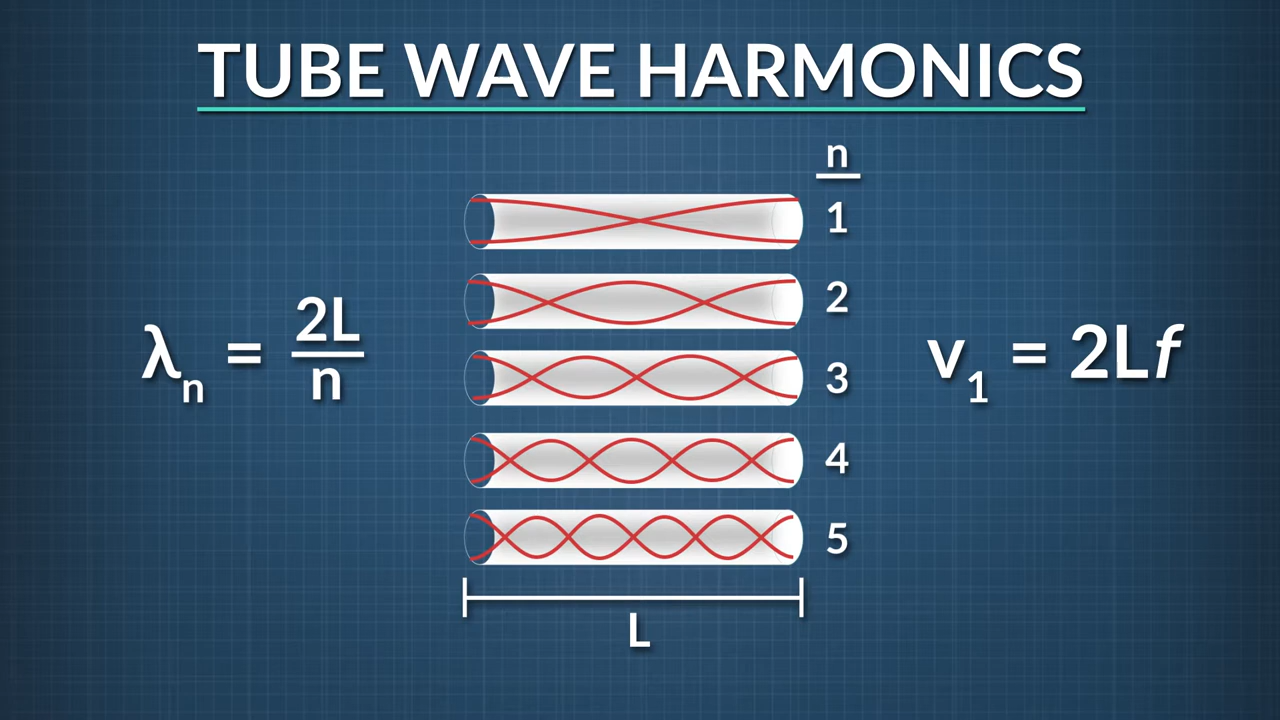 TUBE WAVE HARMONICS
n
1
2
3
4
5
λn = 2L/n
v1 = 2Lf
L